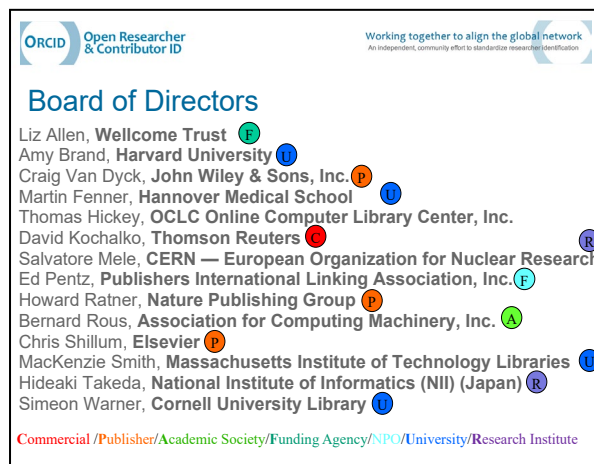 ORCID Open Researcher & Contributor ID
Working together to align the global network
An independent, community effort to standardize researcher identification
Board of Directors
Liz Allen, Wellcome Trust F
Amy Brand, Harvard University U
Craig Van Dyck, John Wiley & Sons, Inc. P
Martin Fenner, Hannover Medical School U
Thomas Hickey, OCLC Online Computer Library Center, Inc.
David Kochalko, Thomson Reuters C
R
Salvatore Mele, CERN — European Organization for Nuclear Research
Ed Pentz, Publishers International Linking Association, Inc. F
Howard Ratner, Nature Publishing Group P
Bernard Rous, Association for Computing Machinery, Inc. A
Chris Shillum, Elsevier P
MacKenzie Smith, Massachusetts Institute of Technology Libraries U
Hideaki Takeda, National Institute of Informatics (NII) (Japan) R
Simeon Warner, Cornell University Library U
Commercial /Publisher/Academic Society/Funding Agency/NPO/University/Research Institute